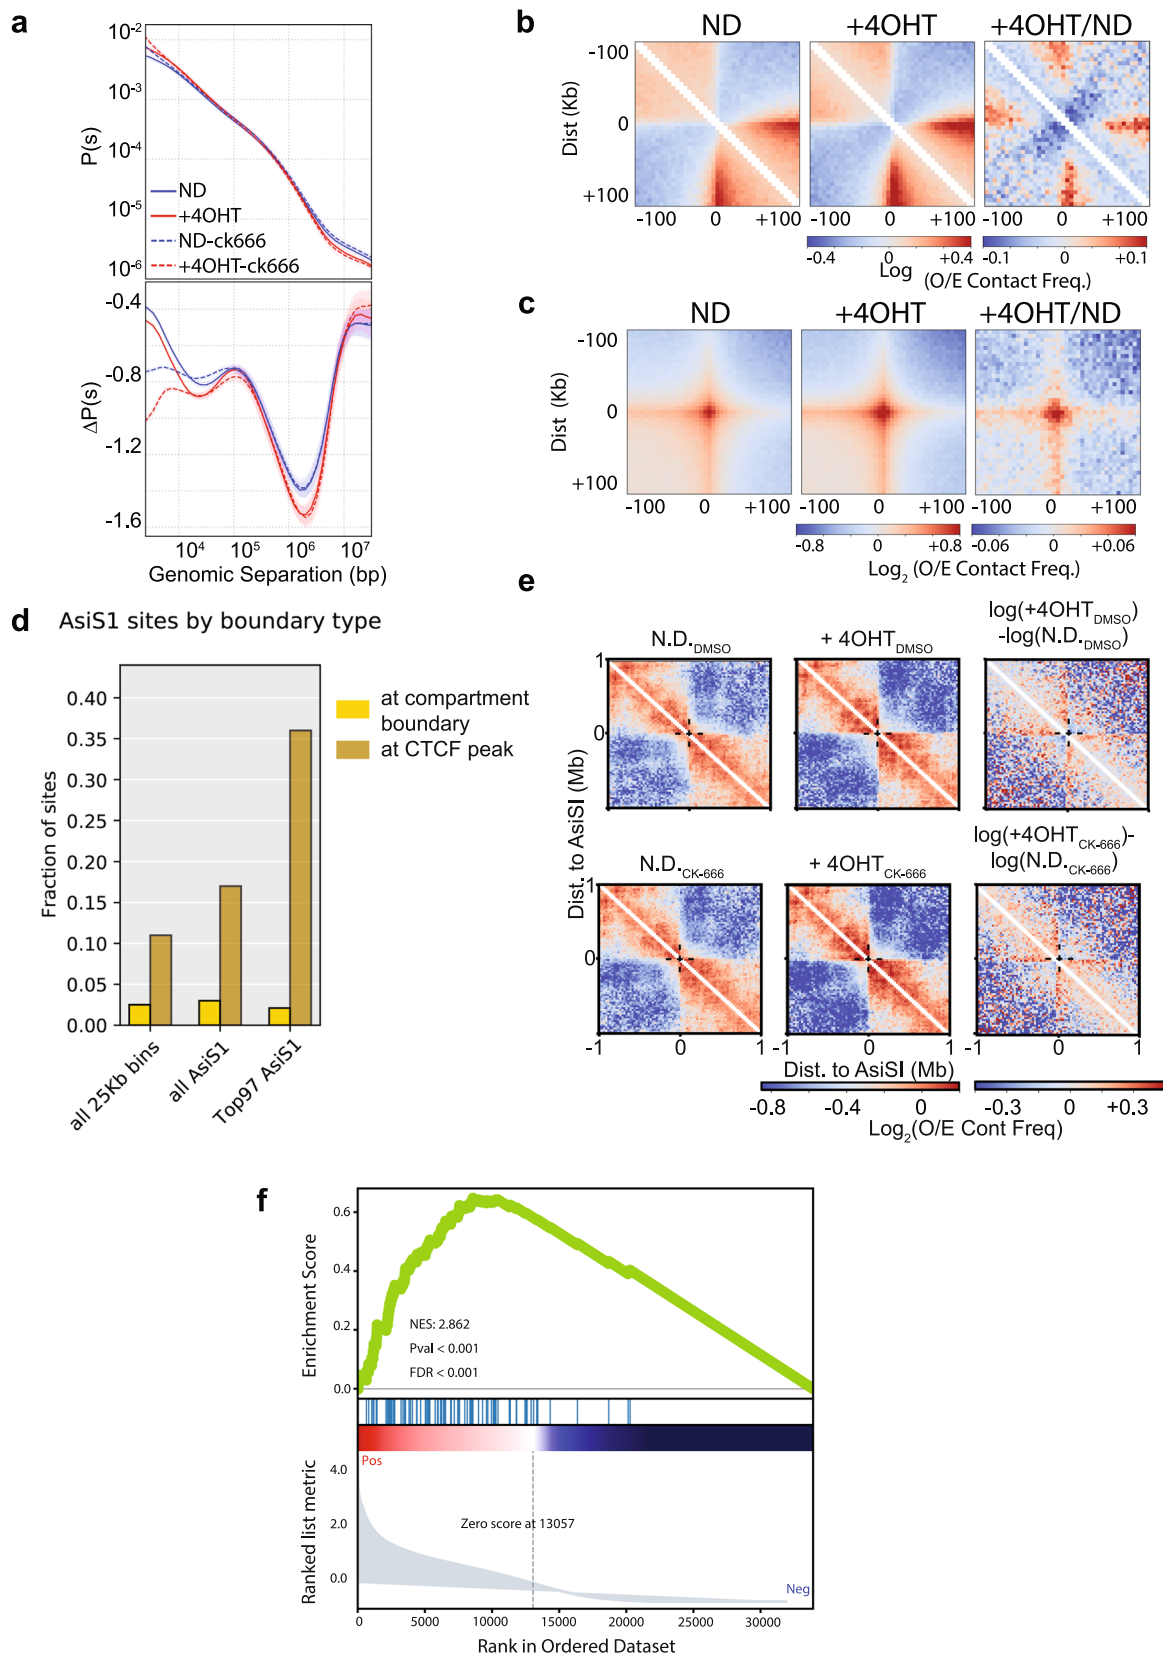 a
10-2
10-3
10-4
10-5
10-6
P(s)
ND
+4OHT
ND-ck666
+4OHT-ck666
-0.4
-0.8
-1.2
-1.6
ΔP(s)
10⁴ 10⁵ 10⁶ 10⁷
Genomic Separation (bp)
b
ND +4OHT +4OHT/ND
-100
0
+100
Dist (Kb)
-100 0 +100 -100 0 +100 -100 0 +100
-0.4 0 +0.4 -0.1 0 +0.1
Log (O/E Contact Freq.)
c
ND +4OHT +4OHT/ND
-100
0
+100
Dist (Kb)
-100 0 +100 -100 0 +100 -100 0 +100
-0.8 0 +0.8 -0.06 0 +0.06
Log₂ (O/E Contact Freq.)
d AsiS1 sites by boundary type
0.40
0.35
0.30
0.25
0.20
0.15
0.10
0.05
0.00
Fraction of sites
at compartment
boundary
at CTCF peak
all 25Kb bins
all AsiS1
Top97 AsiS1
e
N.D.DMSO
+ 4OHTDMSO
log(+4OHTDMSO)
-log(N.D.DMSO)
1
0
Dist. to AsiSI (Mb)
N.D.CK-666
+ 4OHTCK-666
log(+4OHTCK-666)-
log(N.D.CK-666)
1
0
-1 0 1 -1 0 1 -1 0 1
Dist. to AsiSI (Mb)
-0.8 -0.4 0 -0.3 0 +0.3
Log₂(O/E Cont Freq)
f
0.6
0.4
0.2
0.0
Enrichment Score
NES: 2.862
Pval < 0.001
FDR < 0.001
Pos
4.0
2.0
0.0
Ranked list metric
Zero score at 13057
Neg
0 5000 10000 15000 20000 25000 30000
Rank in Ordered Dataset